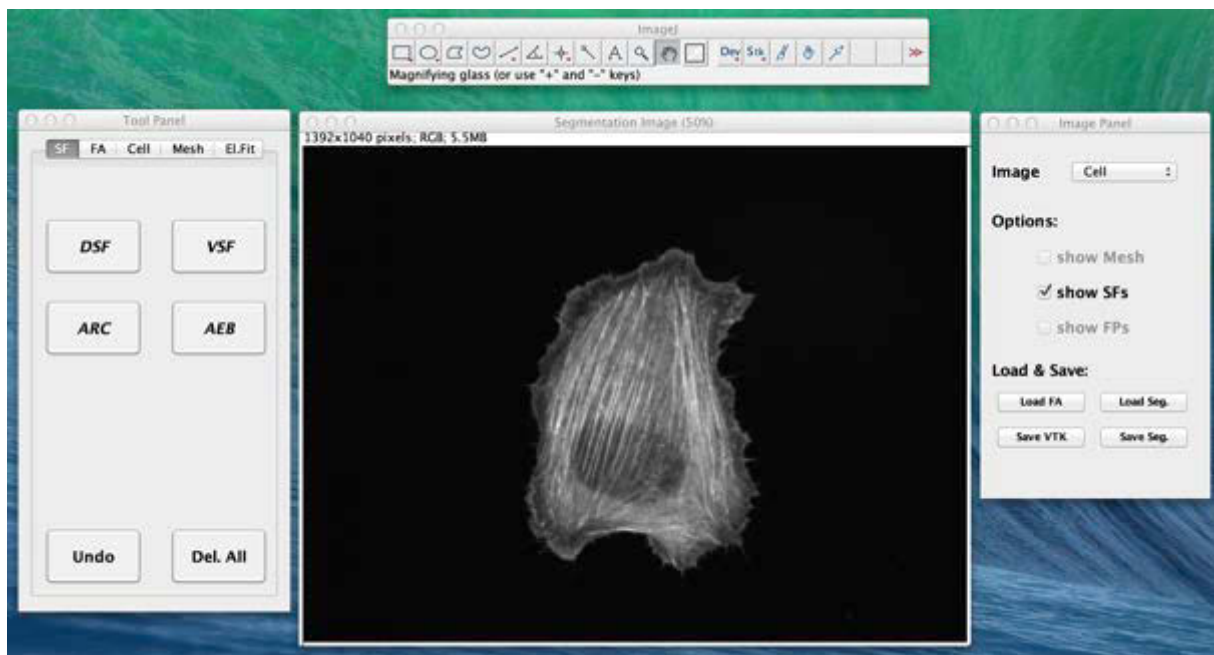 ImageJ
A Dev Stk >>
Magnifying glass (or use "+" and "-" keys)
Tool Panel
SF FA Cell Mesh El.Fit
DSF VSF
ARC AEB
Undo Del. All
Segmentation Image (50%)
1392x1040 pixels; RGB; 5.5MB
Image Panel
Image Cell
Options:
show Mesh
show SFs
show FPs
Load & Save:
Load FA Load Seg.
Save VTK Save Seg.